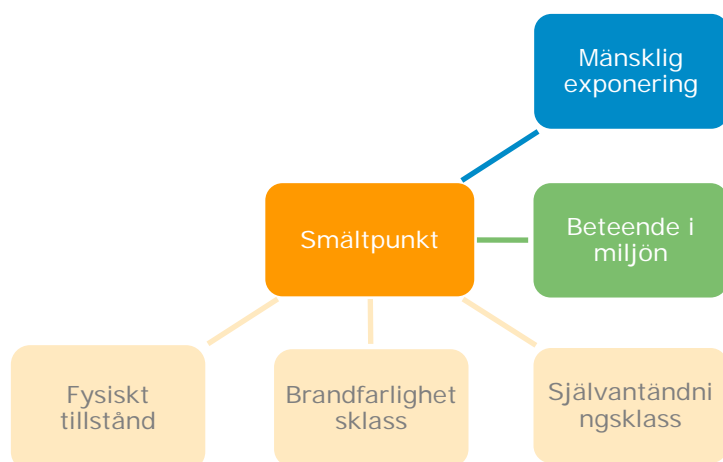 Mänsklig
exponering
Smältpunkt
Beteende i
miljön
Fysiskt
tillstånd
Brandfarlighet
sklass
Självantändni
ngsklass